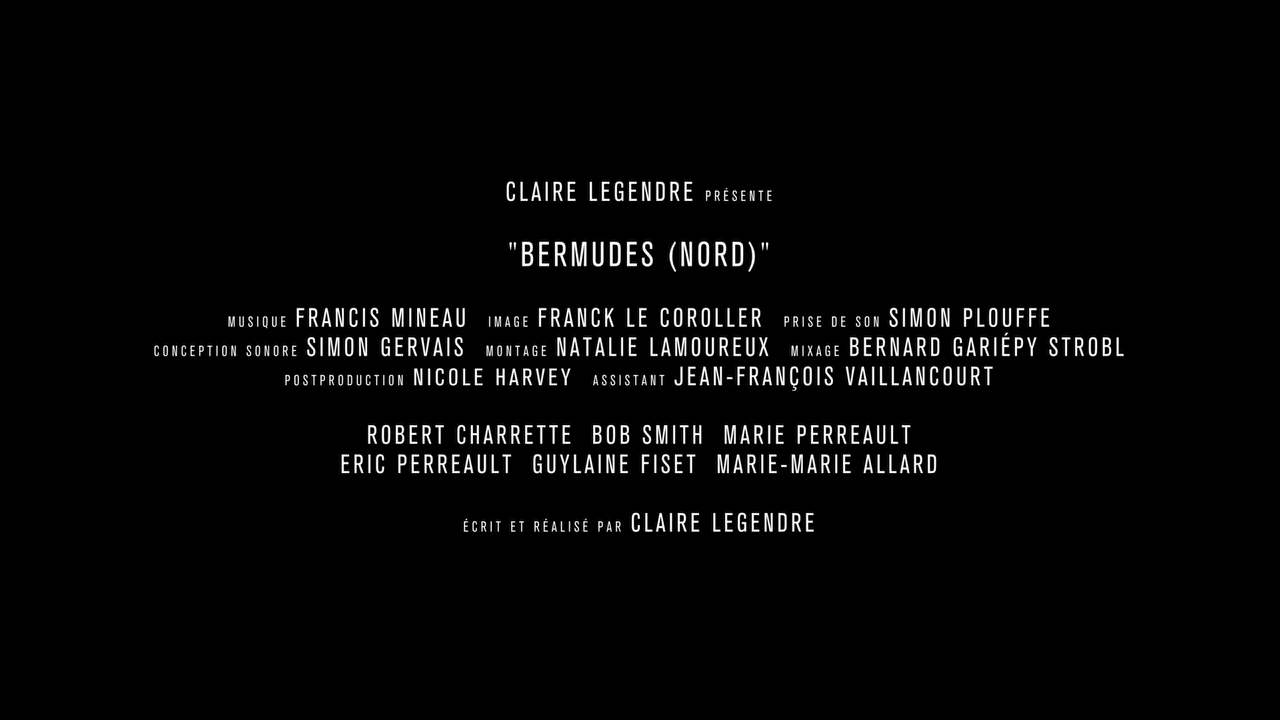 CLAIRE LEGENDRE PRÉSENTE
"BERMUDES (NORD)"
MUSIQUE FRANCIS MINEAU IMAGE FRANCK LE COROLLER PRISE DE SON SIMON PLOUFFE
CONCEPTION SONORE SIMON GERVAIS MONTAGE NATALIE LAMOUREUX MIXAGE BERNARD GARIÉPY STROBL
POSTPRODUCTION NICOLE HARVEY ASSISTANT JEAN-FRANÇOIS VAILLANCOURT
ROBERT CHARRETTE BOB SMITH MARIE PERREAULT
ERIC PERREAULT GUYLAINE FISET MARIE-MARIE ALLARD
ÉCRIT ET RÉALISÉ PAR CLAIRE LEGENDRE